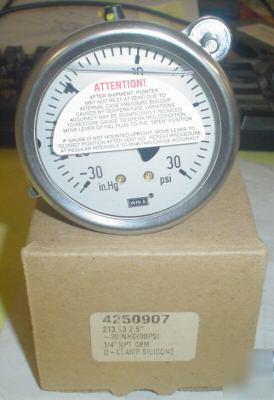 ATTENTION!
AFTER SHIPMENT, POINTER
MAY NOT REST AT ZERO DUE TO
INTERNAL CASE PRESSURE BUILDUP
CAUSED BY TEMPERATURE VARIATIONS
ACCURACY MAY BE SIGNIFICANTLY REDUCED
TO RESTORE GAUGE TO OPERATING CONDITION,
MOVE LEVER OF FILL PLUG TO THE "OPEN" POSITION
IF GAUGE IS NOT MOUNTED UPRIGHT, MOVE LEVER TO
"CLOSED" POSITION AFTER VENTING. REPEAT PROCEDURE
AT REGULAR INTERVALS TO MAINTAIN GAUGE ACCURACY
-30 30
in.Hg WIKA psi
4250907
213.53 2.5"
-30INHG/30PSI
1/4" NPT CBM
U-CLAMP SILICONE